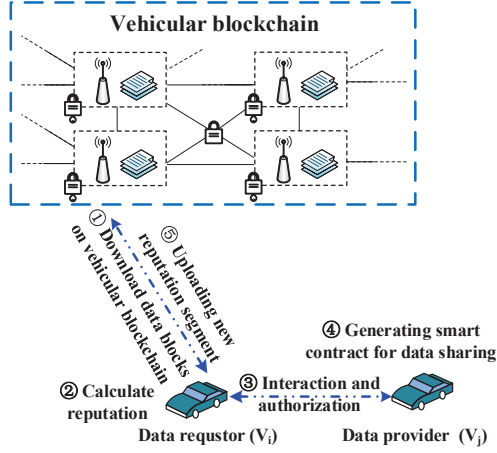 Vehicular blockchain
① Download data blocks
on vehicular blockchain
⑤ Uploading new
reputation segment
④ Generating smart
contract for data sharing
② Calculate
reputation
③ Interaction and
authorization
Data requstor (Vi)
Data provider (Vj)